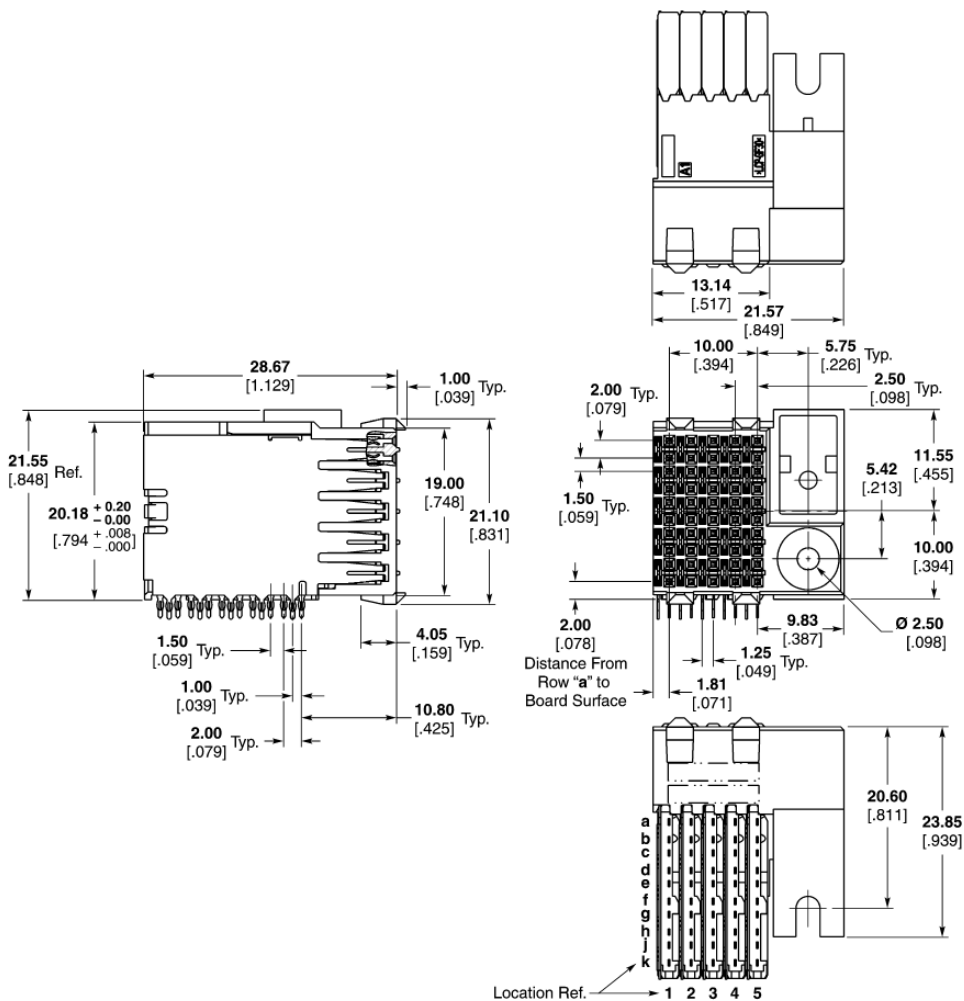 A1
>LCP-GF30<
13.14
[.517]
21.57
[.849]
28.67
[1.129]
1.00
[.039] Typ.
10.00
[.394]
5.75
[.226] Typ.
2.00
[.079] Typ.
2.50
[.098] Typ.
21.55
[.848] Ref.
20.18 + 0.20 - 0.00
[.794 + .008 - .000]
19.00
[.748]
21.10
[.831]
1.50
[.059] Typ.
5.42
[.213]
11.55
[.455]
10.00
[.394]
1.50
[.059] Typ.
4.05
[.159]
2.00
[.078]
Distance From
Row "a" to
Board Surface
9.83
[.387]
Ø 2.50
[.098]
1.25
[.049] Typ.
1.00
[.039] Typ.
1.81
[.071]
10.80
[.425] Typ.
2.00
[.079] Typ.
20.60
[.811]
23.85
[.939]
a
b
c
d
e
f
g
h
j
k
Location Ref. 1 2 3 4 5